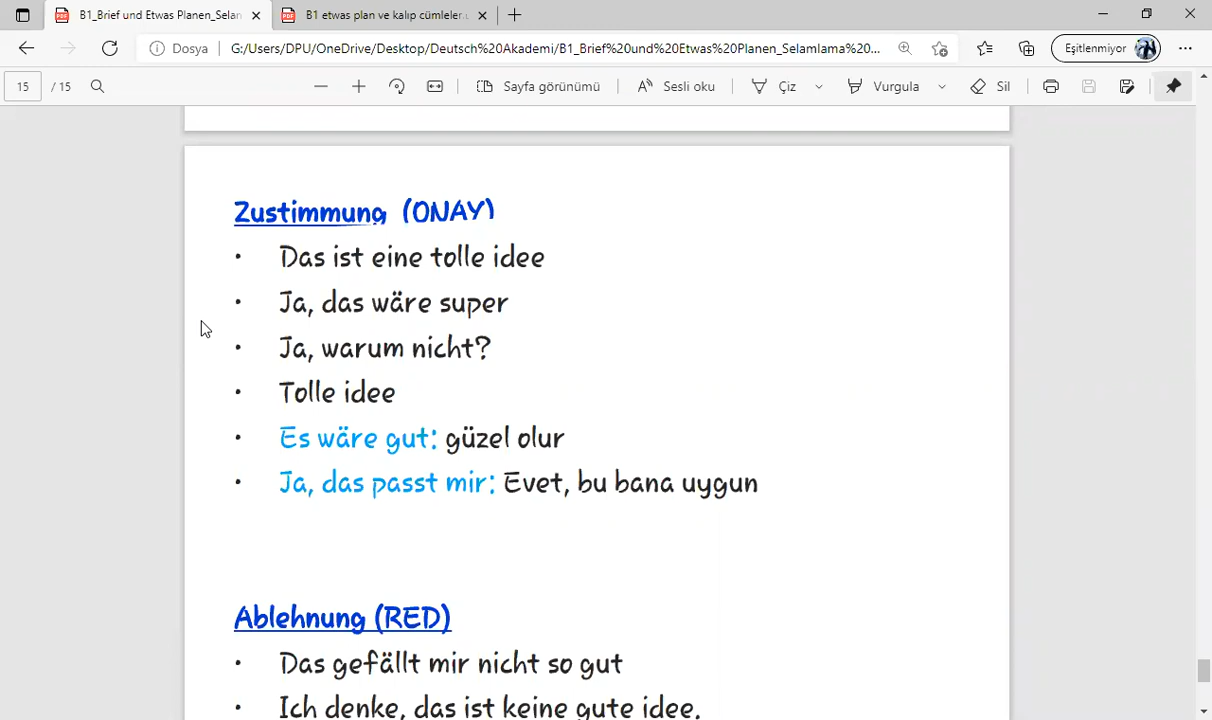 B1_Brief und Etwas Planen_Selan
B1 etwas plan ve kalıp cümleler.
Dosya
G:/Users/DPU/OneDrive/Desktop/Deutsch%20Akademi/B1_Brief%20und%20Etwas%20Planen_Selamlama%20...
Eşitlenmiyor
15 / 15
Sayfa görünümü
Sesli oku
Çiz
Vurgula
Sil
Zustimmung (ONAY)
• Das ist eine tolle idee
• Ja, das wäre super
• Ja, warum nicht?
• Tolle idee
• Es wäre gut: güzel olur
• Ja, das passt mir: Evet, bu bana uygun
Ablehnung (RED)
• Das gefällt mir nicht so gut
• Ich denke, das ist keine gute idee.